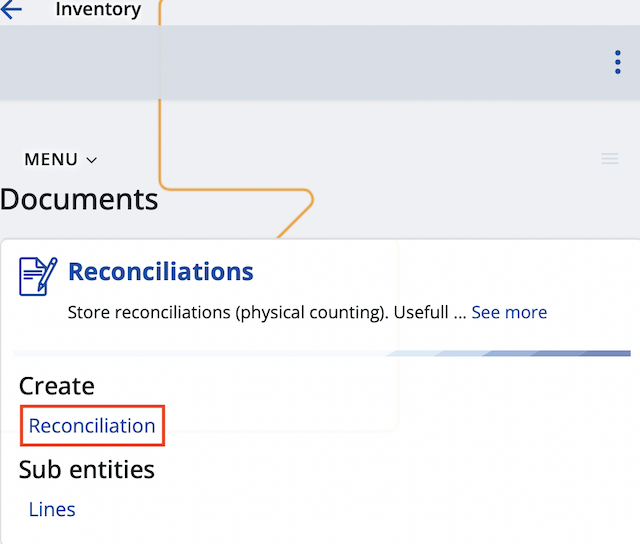 Inventory
MENU
Documents
Reconciliations
Store reconciliations (physical counting). Usefull ... See more
Create
Reconciliation
Sub entities
Lines